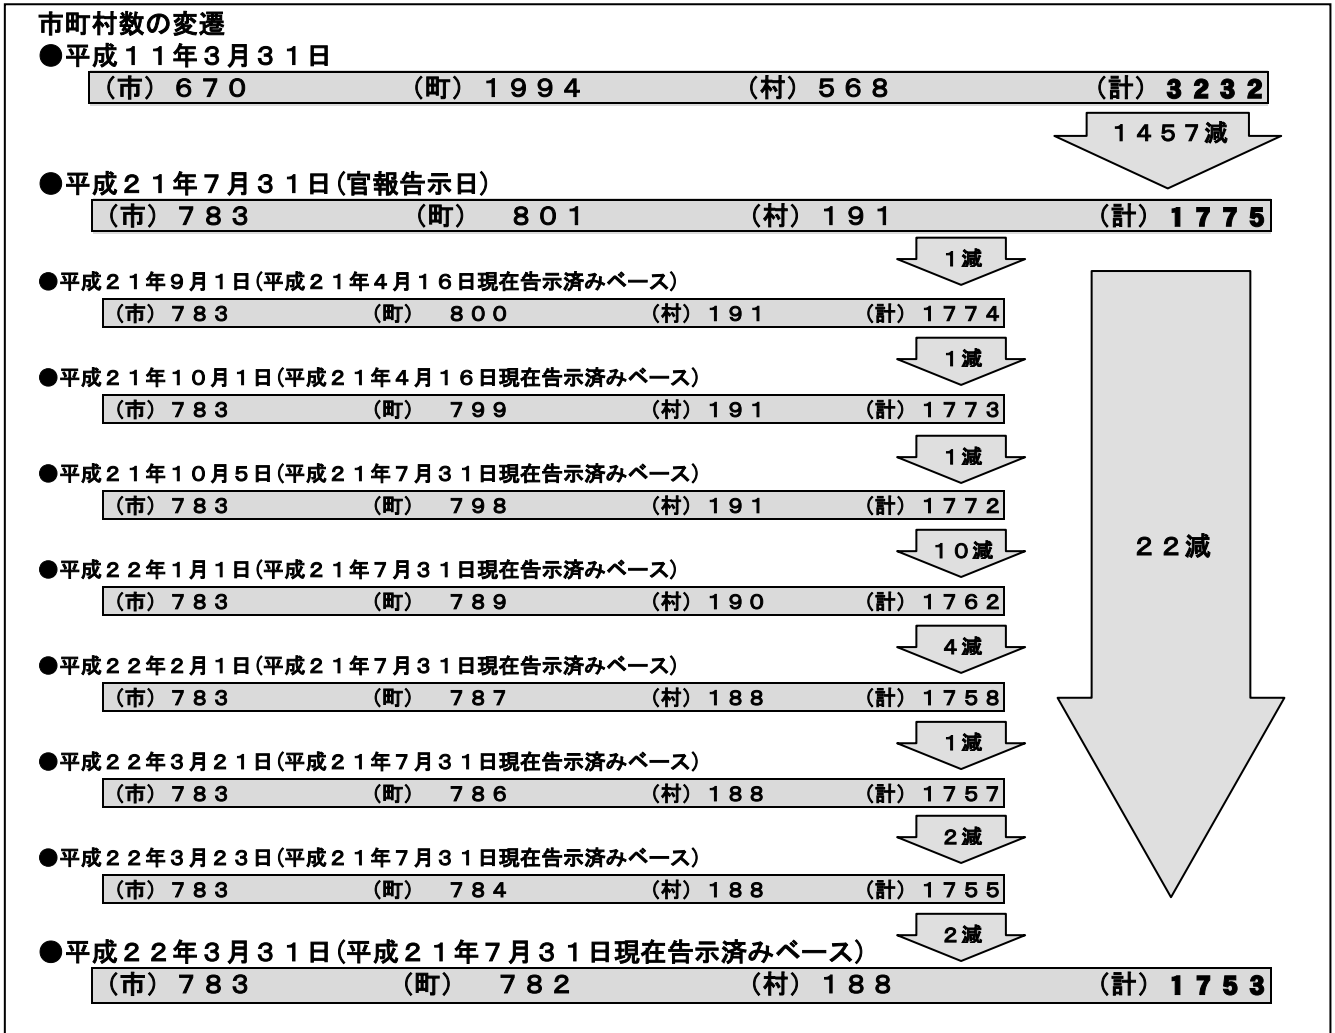 市町村数の変遷
●平成１１年３月３１日
（市）６７０　（町）１９９４　（村）５６８　（計）３２３２
１４５７減
●平成２１年７月３１日（官報告示日）
（市）７８３　（町）　８０１　（村）１９１　（計）１７７５
１減
●平成２１年９月１日（平成２１年４月１６日現在告示済みベース）
（市）７８３　（町）　８００　（村）１９１　（計）１７７４
１減
●平成２１年１０月１日（平成２１年４月１６日現在告示済みベース）
（市）７８３　（町）　７９９　（村）１９１　（計）１７７３
１減
●平成２１年１０月５日（平成２１年７月３１日現在告示済みベース）
（市）７８３　（町）　７９８　（村）１９１　（計）１７７２
１０減
２２減
●平成２２年１月１日（平成２１年７月３１日現在告示済みベース）
（市）７８３　（町）　７８９　（村）１９０　（計）１７６２
４減
●平成２２年２月１日（平成２１年７月３１日現在告示済みベース）
（市）７８３　（町）　７８７　（村）１８８　（計）１７５８
１減
●平成２２年３月２１日（平成２１年７月３１日現在告示済みベース）
（市）７８３　（町）　７８６　（村）１８８　（計）１７５７
２減
●平成２２年３月２３日（平成２１年７月３１日現在告示済みベース）
（市）７８３　（町）　７８４　（村）１８８　（計）１７５５
２減
●平成２２年３月３１日（平成２１年７月３１日現在告示済みベース）
（市）７８３　（町）　７８２　（村）１８８　（計）１７５３